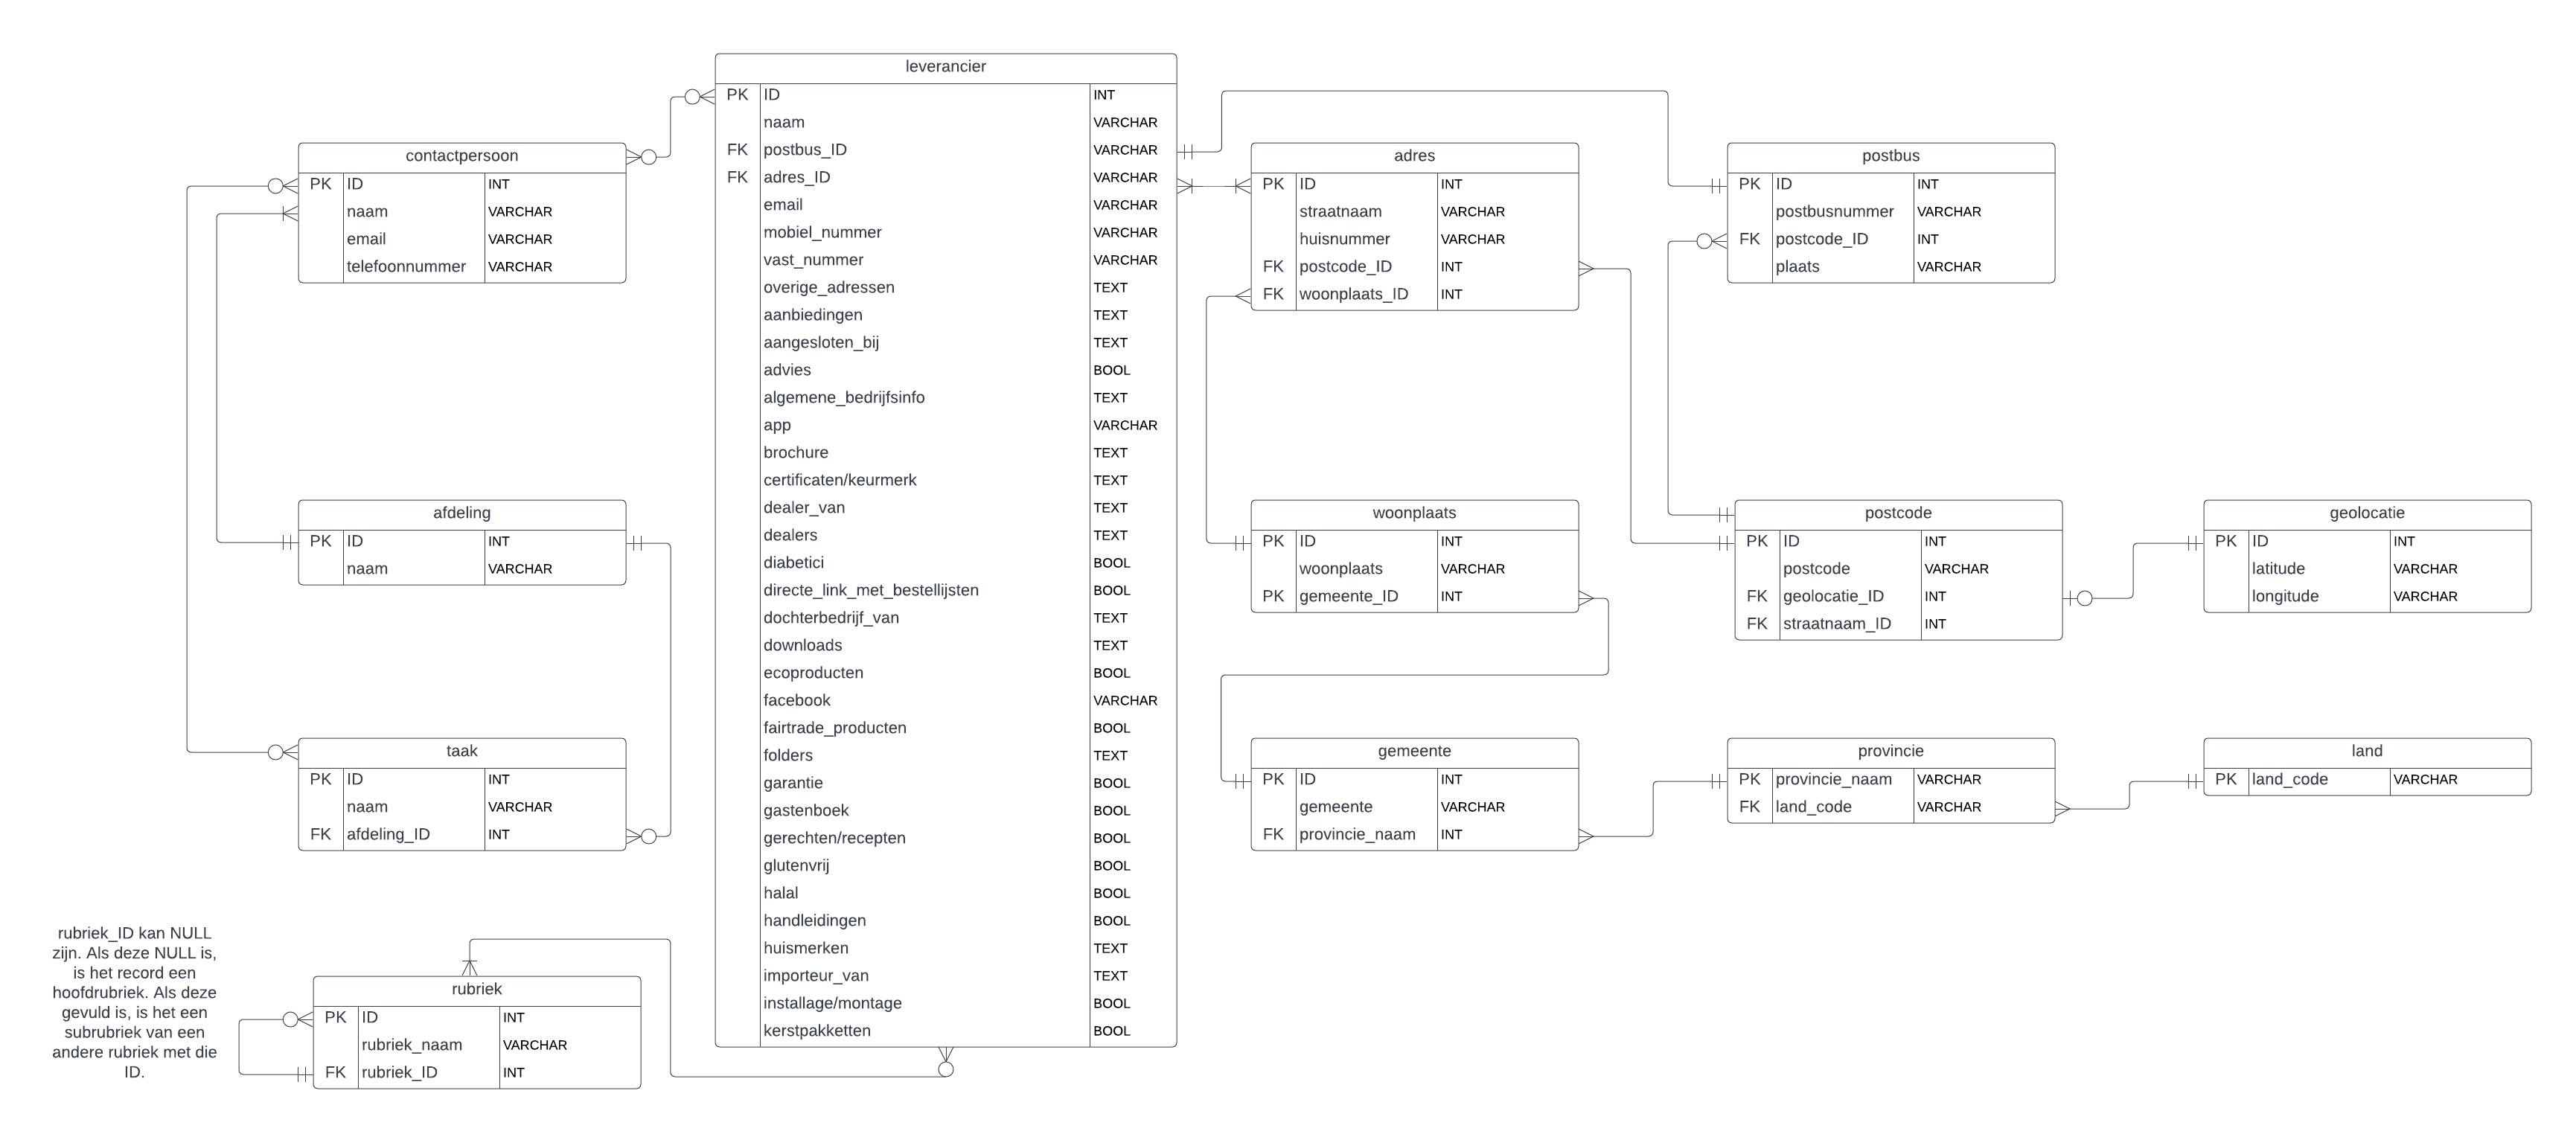 leverancier
PK ID INT
naam VARCHAR
FK postbus_ID VARCHAR
FK adres_ID VARCHAR
email VARCHAR
mobiel_nummer VARCHAR
vast_nummer VARCHAR
overige_adressen TEXT
aanbiedingen TEXT
aangesloten_bij TEXT
advies BOOL
algemene_bedrijfsinfo TEXT
app VARCHAR
brochure TEXT
certificaten/keurmerk TEXT
dealer_van TEXT
dealers TEXT
diabetici BOOL
directe_link_met_bestellijsten BOOL
dochterbedrijf_van TEXT
downloads TEXT
ecoproducten BOOL
facebook VARCHAR
fairtrade_producten BOOL
folders TEXT
garantie BOOL
gastenboek BOOL
gerechten/recepten BOOL
glutenvrij BOOL
halal BOOL
handleidingen BOOL
huismerken TEXT
importeur_van TEXT
installage/montage BOOL
kerstpakketten BOOL
contactpersoon
PK ID INT
naam VARCHAR
email VARCHAR
telefoonnummer VARCHAR
afdeling
PK ID INT
naam VARCHAR
taak
PK ID INT
naam VARCHAR
FK afdeling_ID INT
rubriek_ID kan NULL
zijn. Als deze NULL is,
is het record een
hoofdrubriek. Als deze
gevuld is, is het een
subrubriek van een
andere rubriek met die
ID.
rubriek
PK ID INT
rubriek_naam VARCHAR
FK rubriek_ID INT
adres
PK ID INT
straatnaam VARCHAR
huisnummer VARCHAR
FK postcode_ID INT
FK woonplaats_ID INT
postbus
PK ID INT
postbusnummer VARCHAR
FK postcode_ID INT
plaats VARCHAR
woonplaats
PK ID INT
woonplaats VARCHAR
PK gemeente_ID INT
postcode
PK ID INT
postcode VARCHAR
FK geolocatie_ID INT
FK straatnaam_ID INT
geolocatie
PK ID INT
latitude VARCHAR
longitude VARCHAR
gemeente
PK ID INT
gemeente VARCHAR
FK provincie_naam INT
provincie
PK provincie_naam VARCHAR
FK land_code VARCHAR
land
PK land_code VARCHAR